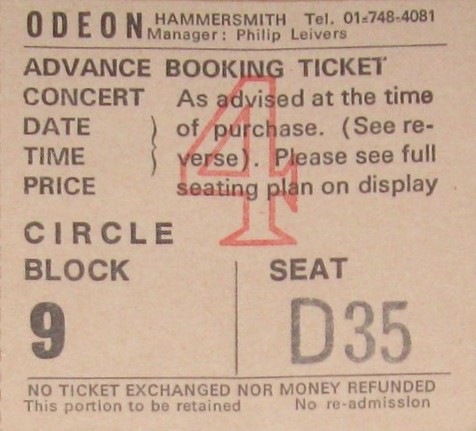 ODEON HAMMERSMITH Tel. 01-748-4081
Manager: Philip Leivers
ADVANCE BOOKING TICKET
CONCERT As advised at the time
DATE } of purchase. (See re-
TIME } verse). Please see full
PRICE seating plan on display
4
CIRCLE
BLOCK SEAT
9 D35
NO TICKET EXCHANGED NOR MONEY REFUNDED
This portion to be retained No re-admission